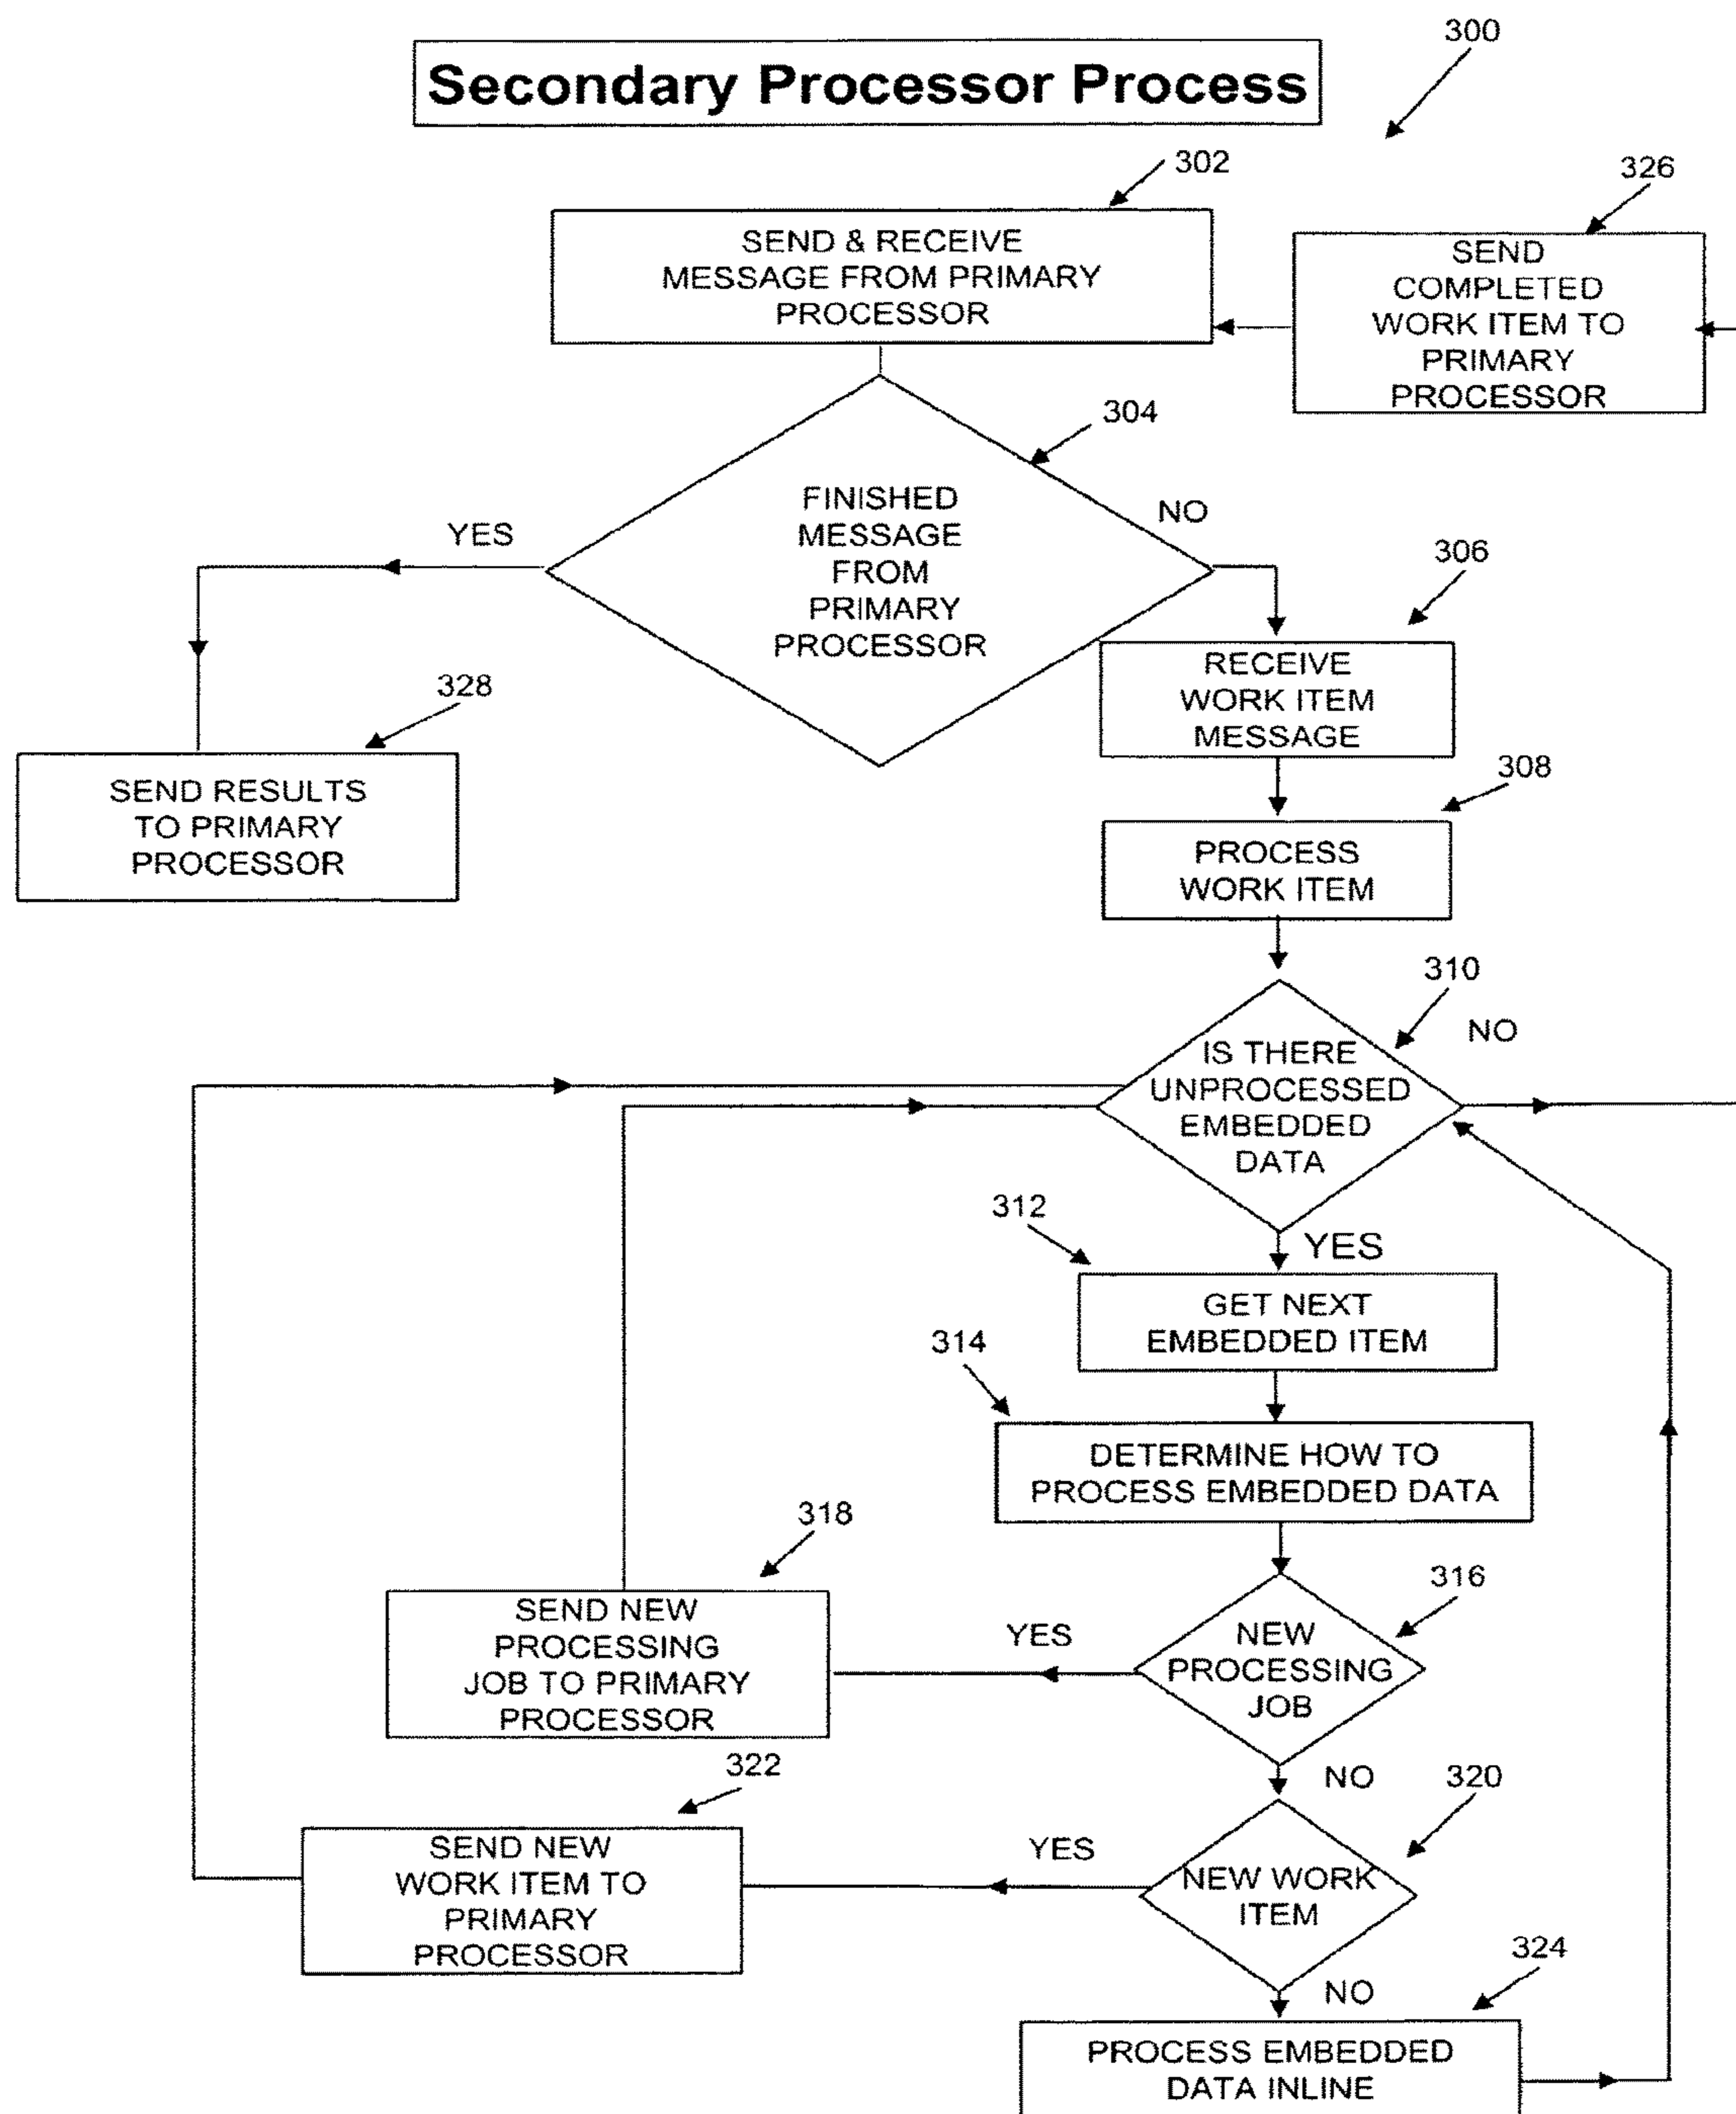 300
Secondary Processor Process
302
326
SEND & RECEIVE
MESSAGE FROM PRIMARY
PROCESSOR
SEND
COMPLETED
WORK ITEM TO
PRIMARY
PROCESSOR
304
FINISHED
MESSAGE
FROM
PRIMARY
PROCESSOR
YES
NO
306
RECEIVE
WORK ITEM
MESSAGE
328
SEND RESULTS
TO PRIMARY
PROCESSOR
308
PROCESS
WORK ITEM
310
NO
IS THERE
UNPROCESSED
EMBEDDED
DATA
312
YES
GET NEXT
EMBEDDED ITEM
314
DETERMINE HOW TO
PROCESS EMBEDDED DATA
318
316
SEND NEW
PROCESSING
JOB TO PRIMARY
PROCESSOR
YES
NEW
PROCESSING
JOB
322
NO
320
SEND NEW
WORK ITEM TO
PRIMARY
PROCESSOR
YES
NEW WORK
ITEM
324
NO
PROCESS EMBEDDED
DATA INLINE